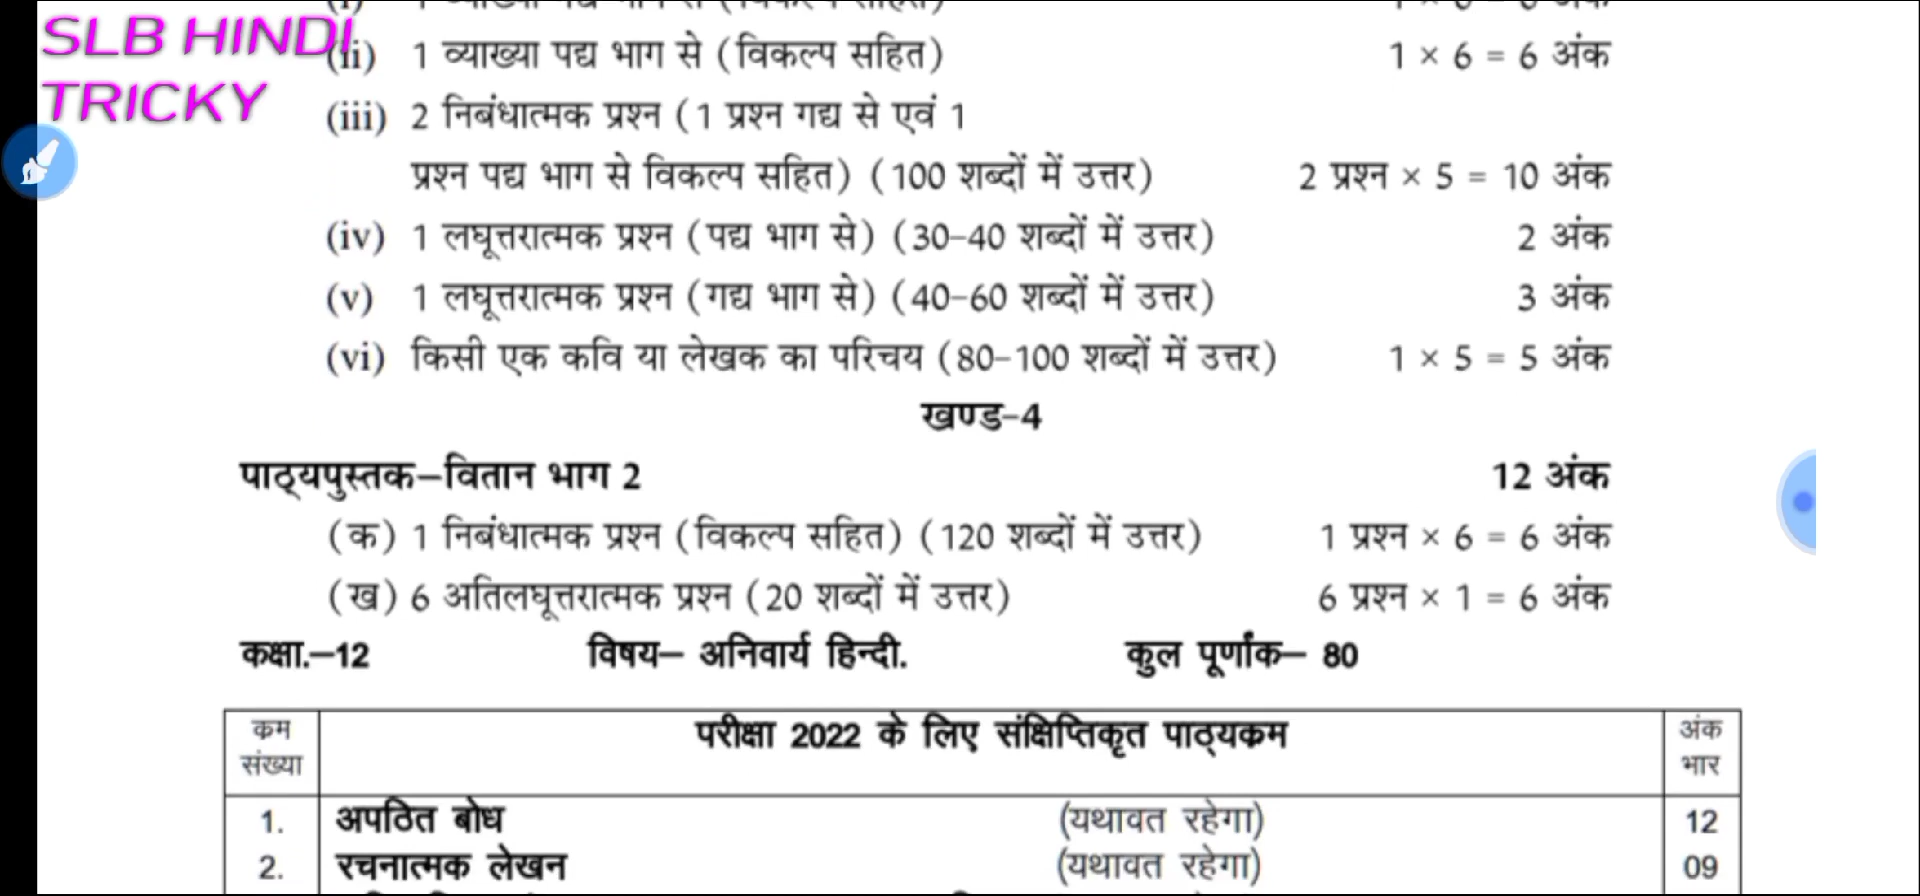 SLB HINDI
TRICKY
(ii) 1 व्याख्या पद्य भाग से (विकल्प सहित) 1 × 6 = 6 अंक
(iii) 2 निबंधात्मक प्रश्न (1 प्रश्न गद्य से एवं 1
प्रश्न पद्य भाग से विकल्प सहित) (100 शब्दों में उत्तर) 2 प्रश्न × 5 = 10 अंक
(iv) 1 लघूत्तरात्मक प्रश्न (पद्य भाग से) (30–40 शब्दों में उत्तर) 2 अंक
(v) 1 लघूत्तरात्मक प्रश्न (गद्य भाग से) (40–60 शब्दों में उत्तर) 3 अंक
(vi) किसी एक कवि या लेखक का परिचय (80–100 शब्दों में उत्तर) 1 × 5 = 5 अंक
खण्ड–4
पाठ्यपुस्तक–वितान भाग 2 12 अंक
(क) 1 निबंधात्मक प्रश्न (विकल्प सहित) (120 शब्दों में उत्तर) 1 प्रश्न × 6 = 6 अंक
(ख) 6 अतिलघूत्तरात्मक प्रश्न (20 शब्दों में उत्तर) 6 प्रश्न × 1 = 6 अंक
कक्षा.–12 विषय– अनिवार्य हिन्दी. कुल पूर्णांक– 80
कम संख्या परीक्षा 2022 के लिए संक्षिप्तिकृत पाठ्यकम अंक भार
1. अपठित बोध (यथावत रहेगा) 12
2. रचनात्मक लेखन (यथावत रहेगा) 09